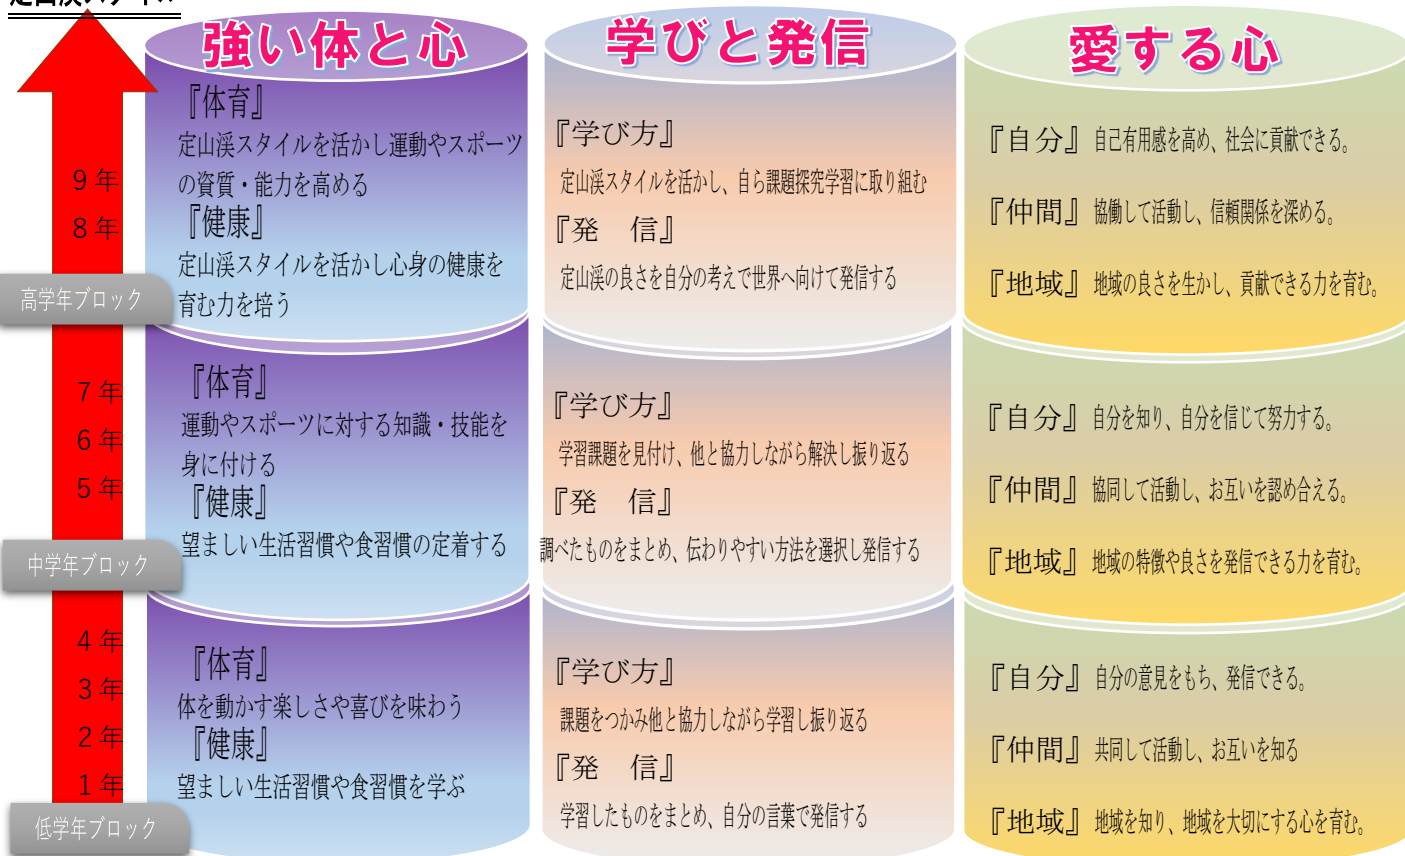 強い体と心
『体育』
定山渓スタイルを活かし運動やスポーツ
の資質・能力を高める
『健康』
定山渓スタイルを活かし心身の健康を
育む力を培う
『体育』
運動やスポーツに対する知識・技能を
身に付ける
『健康』
望ましい生活習慣や食習慣の定着する
『体育』
体を動かす楽しさや喜びを味わう
『健康』
望ましい生活習慣や食習慣を学ぶ
学びと発信
『学び方』
定山渓スタイルを活かし、自ら課題探究学習に取り組む
『発　信』
定山渓の良さを自分の考えで世界へ向けて発信する
『学び方』
学習課題を見付け、他と協力しながら解決し振り返る
『発　信』
調べたものをまとめ、伝わりやすい方法を選択し発信する
『学び方』
課題をつかみ他と協力しながら学習し振り返る
『発　信』
学習したものをまとめ、自分の言葉で発信する
愛する心
『自分』自己有用感を高め、社会に貢献できる。
『仲間』協働して活動し、信頼関係を深める。
『地域』地域の良さを生かし、貢献できる力を育む。
『自分』自分を知り、自分を信じて努力する。
『仲間』協同して活動し、お互いを認め合える。
『地域』地域の特徴や良さを発信できる力を育む。
『自分』自分の意見をもち、発信できる。
『仲間』共同して活動し、お互いを知る
『地域』地域を知り、地域を大切にする心を育む。
9年
8年
高学年ブロック
7年
6年
5年
中学年ブロック
4年
3年
2年
1年
低学年ブロック